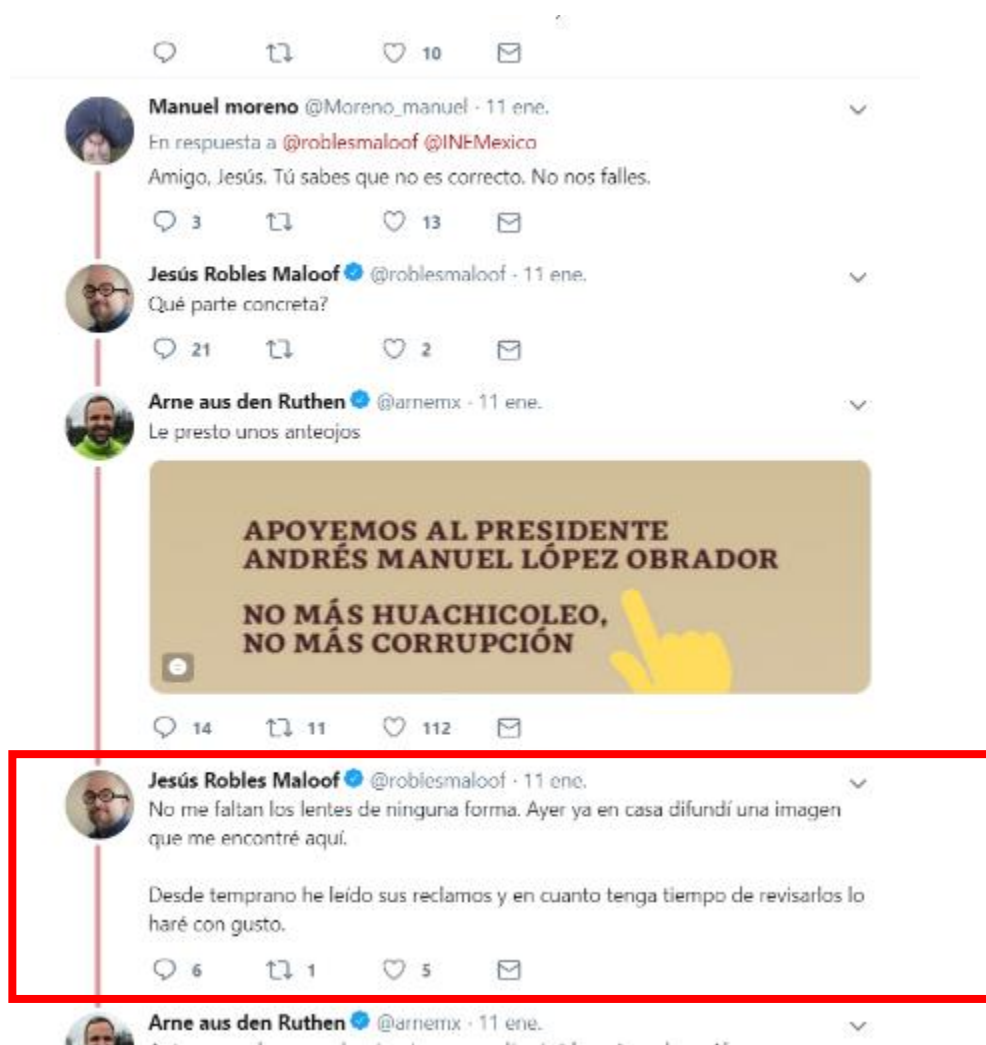 10
Manuel moreno @Moreno_manuel · 11 ene.
En respuesta a @roblesmaloof @INEMexico
Amigo, Jesús. Tú sabes que no es correcto. No nos falles.
3 13
Jesús Robles Maloof @roblesmaloof · 11 ene.
Qué parte concreta?
21 2
Arne aus den Ruthen @arnemx · 11 ene.
Le presto unos anteojos
APOYEMOS AL PRESIDENTE
ANDRÉS MANUEL LÓPEZ OBRADOR
NO MÁS HUACHICOLEO,
NO MÁS CORRUPCIÓN
14 11 112
Jesús Robles Maloof @roblesmaloof · 11 ene.
No me faltan los lentes de ninguna forma. Ayer ya en casa difundí una imagen
que me encontré aquí.
Desde temprano he leído sus reclamos y en cuanto tenga tiempo de revisarlos lo
haré con gusto.
6 1 5
Arne aus den Ruthen @arnemx · 11 ene.